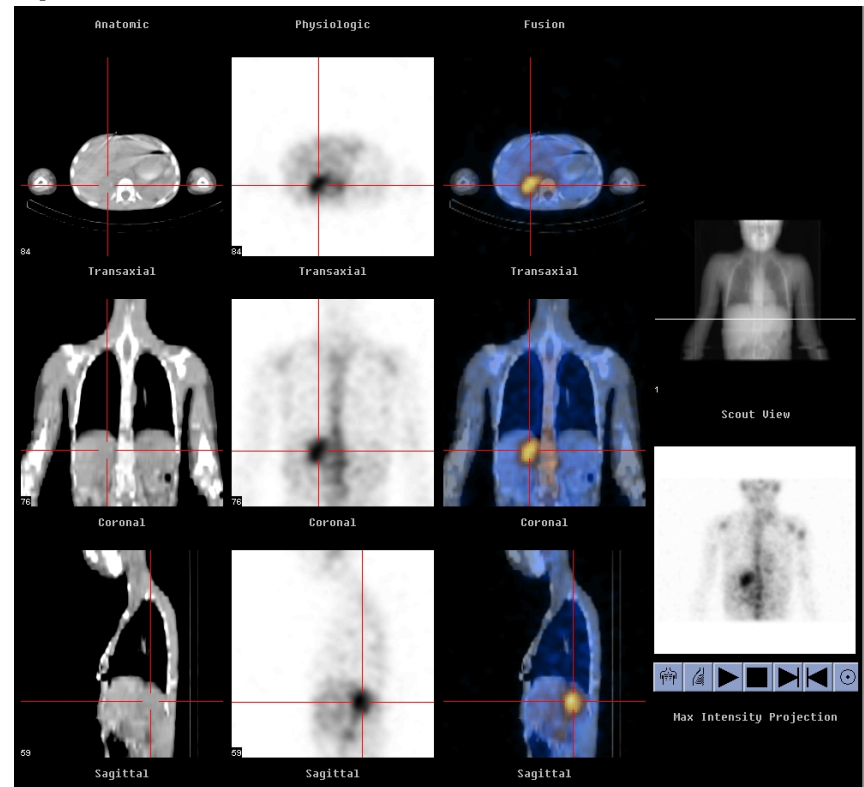 Anatomic Physiologic Fusion
84 84
Transaxial Transaxial Transaxial
1
Scout View
76 76
Coronal Coronal Coronal
59 59
Max Intensity Projection
Sagittal Sagittal Sagittal